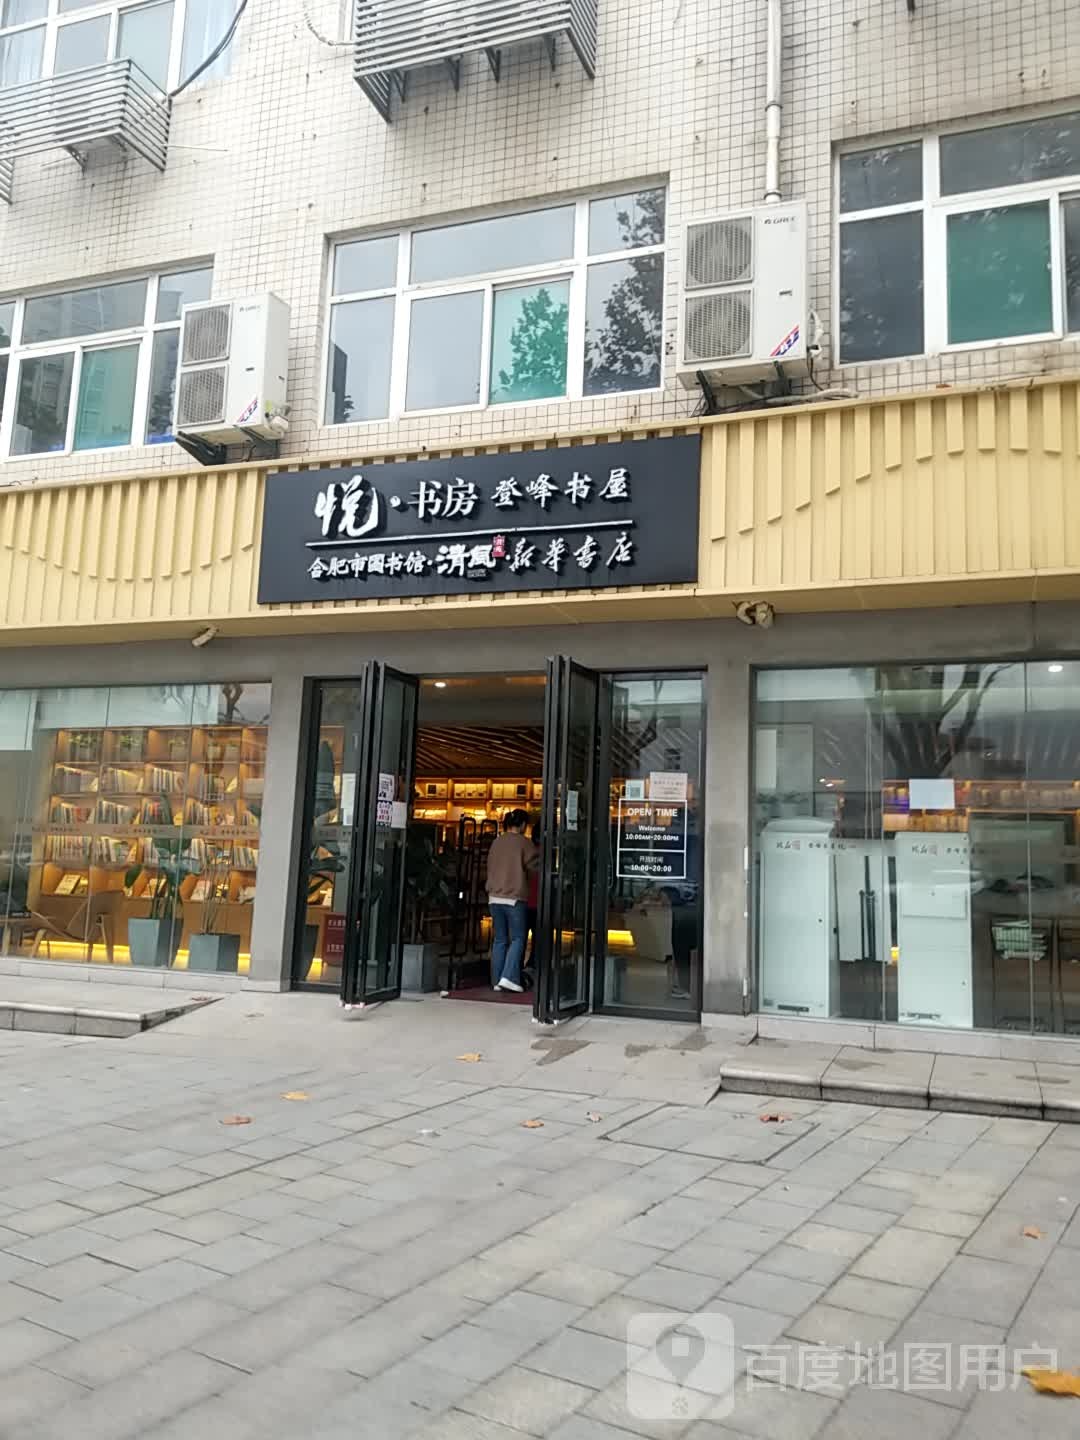 GREE
GREE
悦·书房 登峰书屋
合肥市图书馆·清风·新华书店
OPEN TIME
Welcome
10:00AM-20:00PM
开放时间
10:00-20:00
百度地图用户